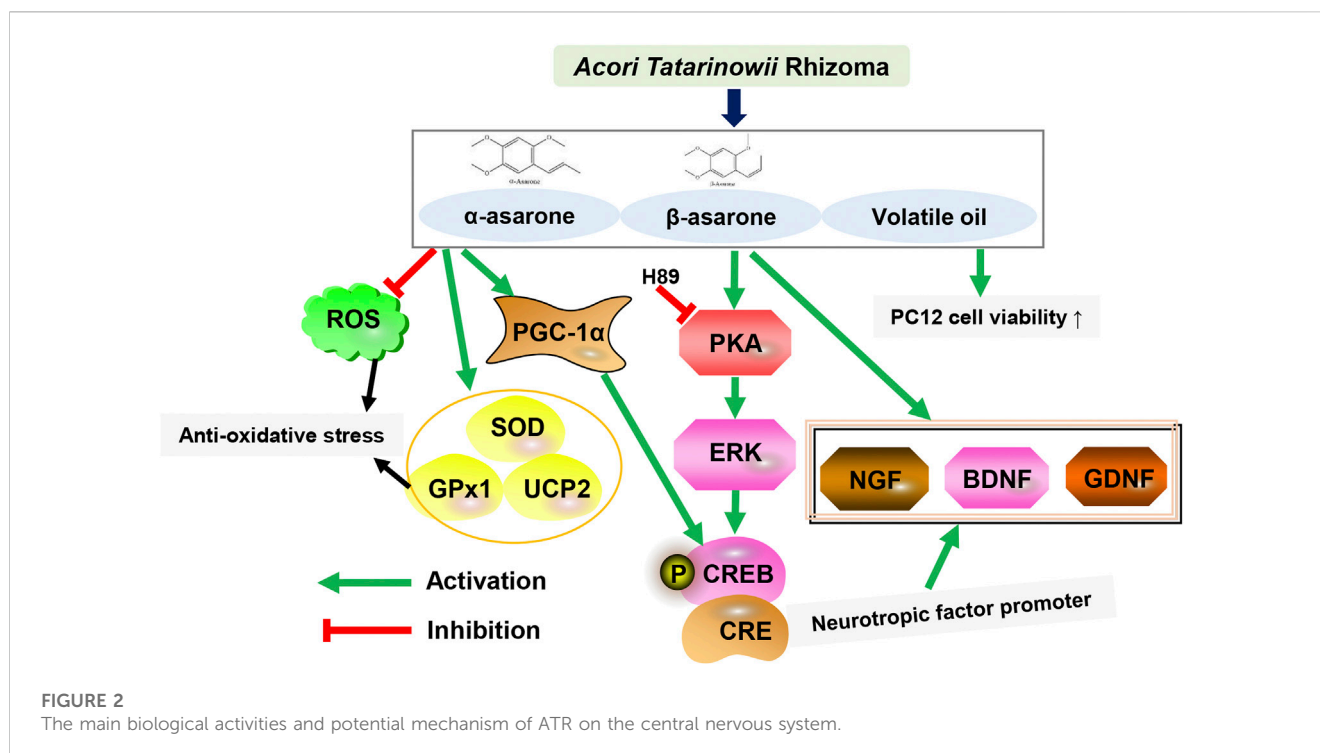 Acori Tatarinowii Rhizoma
α-Asarone
β-Asarone
α-asarone
β-asarone
Volatile oil
H89
ROS
PGC-1α
PKA
PC12 cell viability ↑
Anti-oxidative stress
SOD
GPx1
UCP2
ERK
NGF
BDNF
GDNF
P
CREB
CRE
Neurotropic factor promoter
Activation
Inhibition
FIGURE 2
The main biological activities and potential mechanism of ATR on the central nervous system.